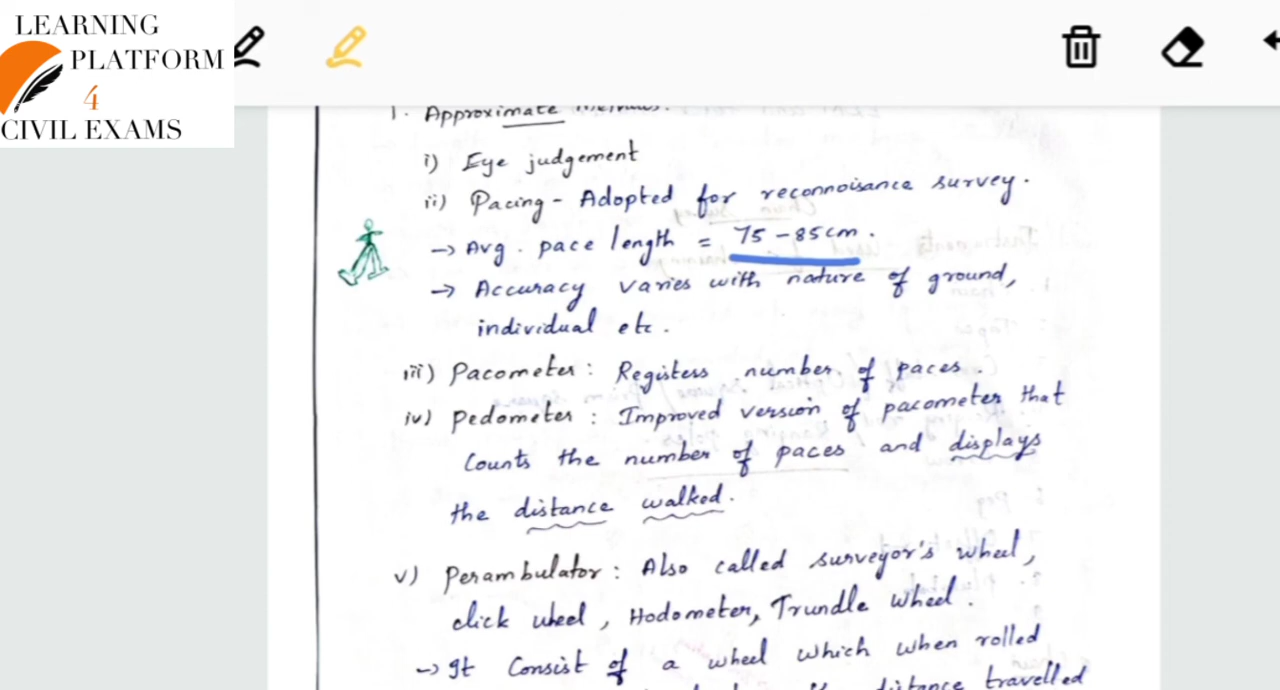 LEARNING
PLATFORM
4
CIVIL EXAMS
1. Approximate methods.
i) Eye judgement
ii) Pacing - Adopted for reconnoisance survey.
→ Avg. pace length = 75 - 85cm.
→ Accuracy varies with nature of ground,
individual etc.
iii) Pacometer: Registers number of paces.
iv) Pedometer: Improved version of pacometer that
Counts the number of paces and displays
the distance walked.
v) Perambulator: Also called surveyor's wheel,
click wheel, Hodometer, Trundle wheel.
→ It Consist of a wheel which when rolled
distance travelled